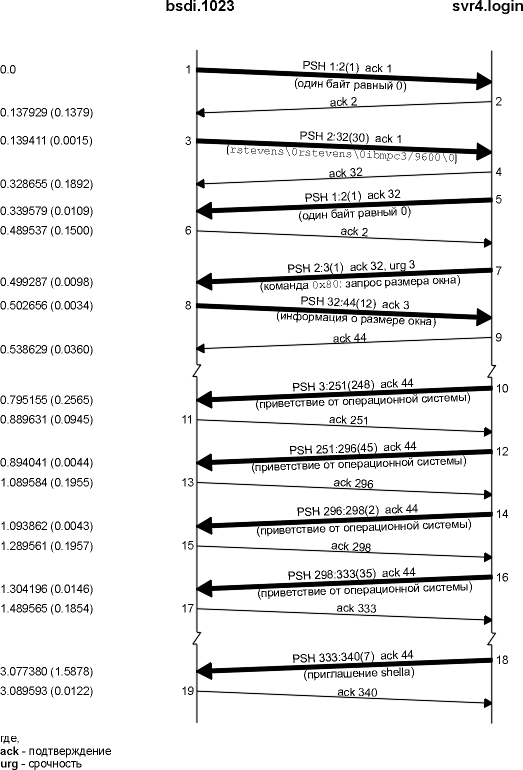 bsdi.1023 svr4.login
0.0 1 PSH 1:2(1) ack 1
(один байт равный 0)
0.137929 (0.1379) ack 2 2
0.139411 (0.0015) 3 PSH 2:32(30) ack 1
(rstevens\0rstevens\0ibmpc3/9600\0)
0.328655 (0.1892) ack 32 4
0.339579 (0.0109) PSH 1:2(1) ack 32 5
(один байт равный 0)
0.489537 (0.1500) 6 ack 2
0.499287 (0.0098) PSH 2:3(1) ack 32, urg 3 7
(команда 0x80: запрос размера окна)
0.502656 (0.0034) 8 PSH 32:44(12) ack 3
(информация о размере окна)
0.538629 (0.0360) ack 44 9
0.795155 (0.2565) PSH 3:251(248) ack 44 10
(приветствие от операционной системы)
0.889631 (0.0945) 11 ack 251
0.894041 (0.0044) PSH 251:296(45) ack 44 12
(приветствие от операционной системы)
1.089584 (0.1955) 13 ack 296
1.093862 (0.0043) PSH 296:298(2) ack 44 14
(приветствие от операционной системы)
1.289561 (0.1957) 15 ack 298
1.304196 (0.0146) PSH 298:333(35) ack 44 16
(приветствие от операционной системы)
1.489565 (0.1854) 17 ack 333
3.077380 (1.5878) PSH 333:340(7) ack 44 18
(приглашение shella)
3.089593 (0.0122) 19 ack 340
где,
ack - подтверждение
urg - срочность